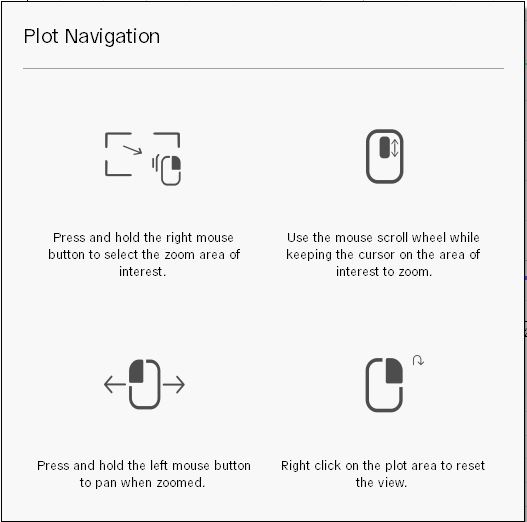 Plot Navigation
Press and hold the right mouse
button to select the zoom area of
interest.
Use the mouse scroll wheel while
keeping the cursor on the area of
interest to zoom.
Press and hold the left mouse button
to pan when zoomed.
Right click on the plot area to reset
the view.